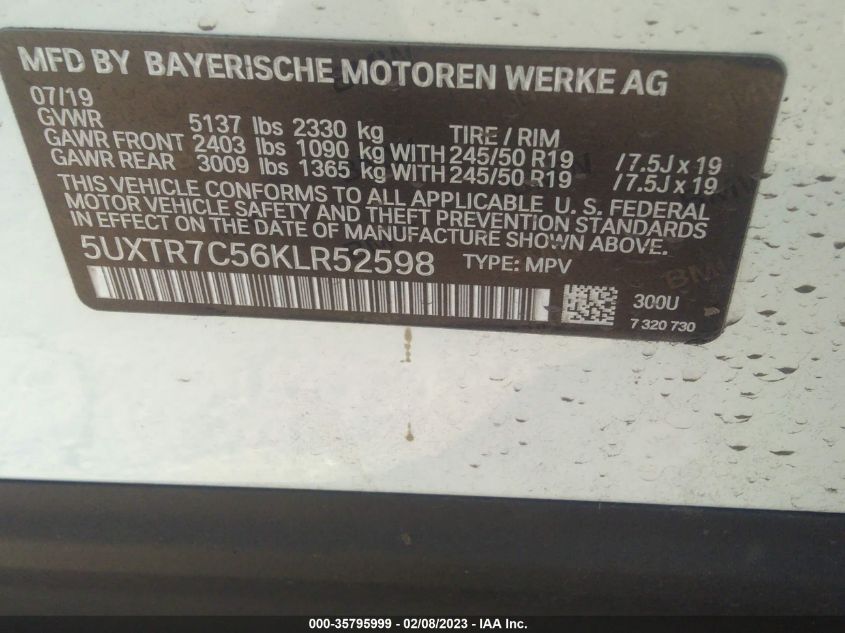 MFD BY BAYERISCHE MOTOREN WERKE AG
07/19
GVWR 5137 lbs 2330 kg TIRE / RIM
GAWR FRONT 2403 lbs 1090 kg WITH 245/50 R19 /7.5J x 19
GAWR REAR 3009 lbs 1365 kg WITH 245/50 R19 /7.5J x 19
THIS VEHICLE CONFORMS TO ALL APPLICABLE U. S. FEDERAL
MOTOR VEHICLE SAFETY AND THEFT PREVENTION STANDARDS
IN EFFECT ON THE DATE OF MANUFACTURE SHOWN ABOVE.
5UXTR7C56KLR52598 TYPE: MPV
300U
7 320 730
000-35795999 — 02/08/2023 — IAA Inc.